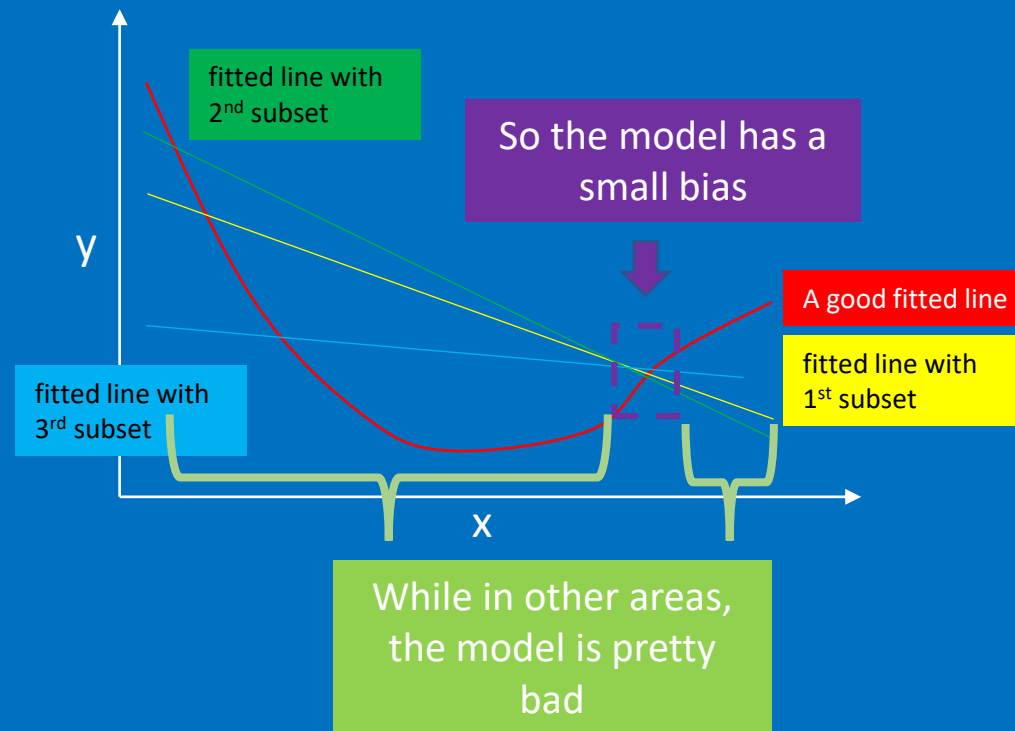 fitted line with
2nd subset
So the model has a
small bias
y
A good fitted line
fitted line with
1st subset
fitted line with
3rd subset
x
While in other areas,
the model is pretty
bad